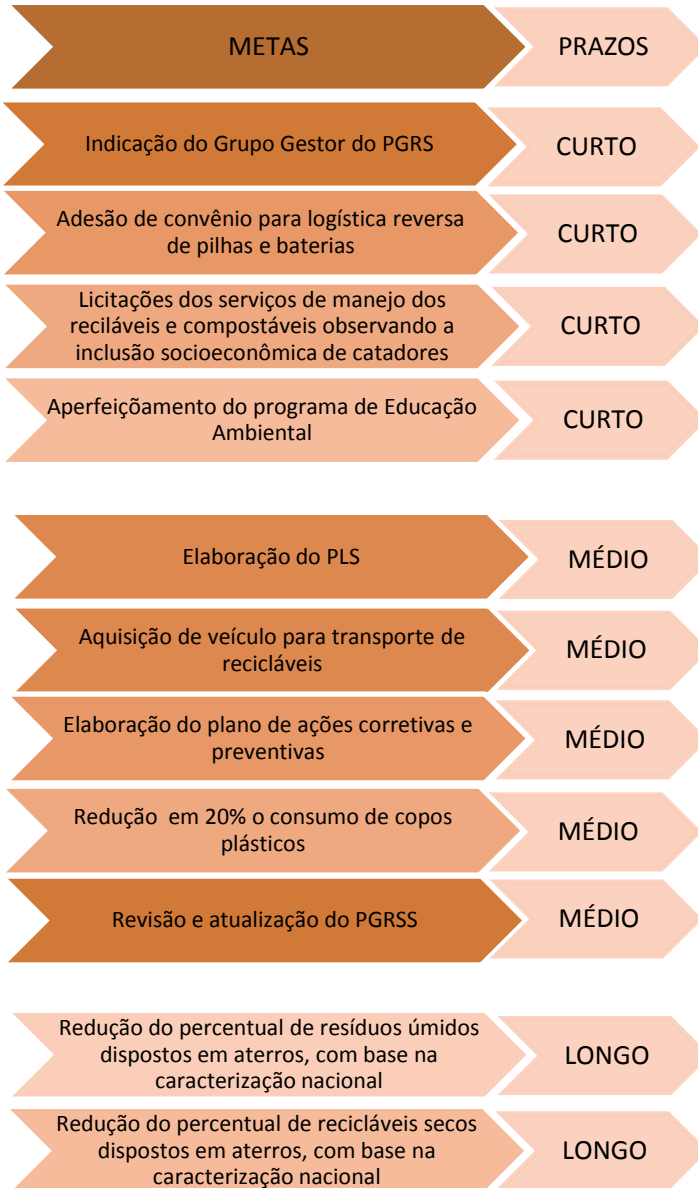 METAS
PRAZOS
Indicação do Grupo Gestor do PGRS
CURTO
Adesão de convênio para logística reversa
de pilhas e baterias
CURTO
Licitações dos serviços de manejo dos
reciláveis e compostáveis observando a
inclusão socioeconômica de catadores
CURTO
Aperfeiçõamento do programa de Educação
Ambiental
CURTO
Elaboração do PLS
MÉDIO
Aquisição de veículo para transporte de
recicláveis
MÉDIO
Elaboração do plano de ações corretivas e
preventivas
MÉDIO
Redução em 20% o consumo de copos
plásticos
MÉDIO
Revisão e atualização do PGRSS
MÉDIO
Redução do percentual de resíduos úmidos
dispostos em aterros, com base na
caracterização nacional
LONGO
Redução do percentual de recicláveis secos
dispostos em aterros, com base na
caracterização nacional
LONGO